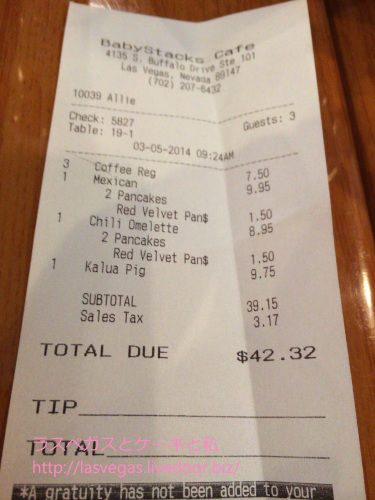 BabyStacks Cafe
4135 S. Buffalo Drive Ste 101
Las Vegas, Nevada 89147
(702) 207-6432
10039 Allie
Check: 5827 Guests: 3
Table: 19-1
03-05-2014 09:24AM
3 Coffee Reg 7.50
1 Mexican 9.95
2 Pancakes
Red Velvet Pan$ 1.50
1 Chili Omelette 8.95
2 Pancakes
Red Velvet Pan$ 1.50
1 Kalua Pig 9.75
SUBTOTAL 39.15
Sales Tax 3.17
TOTAL DUE $42.32
TIP
ラスベガスとケーキと私
TOTAL
http://lasvegas.livedoor.biz/
*A gratuity has not been added to your